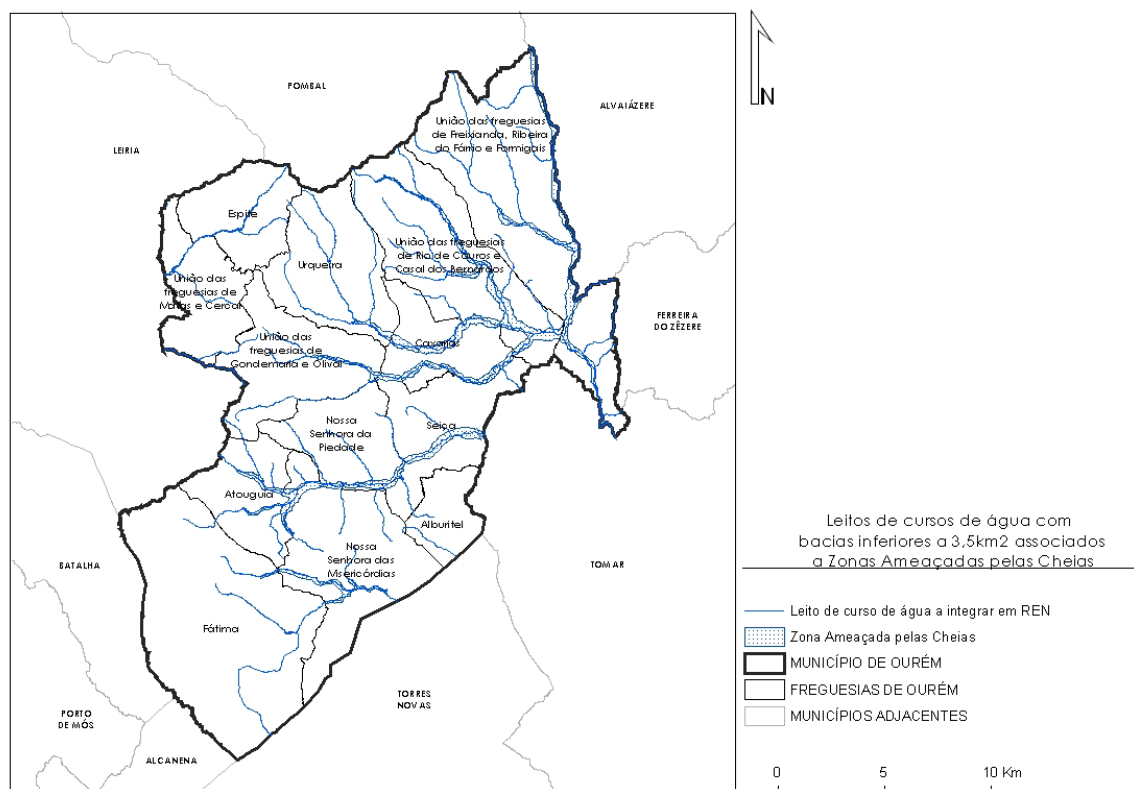 POMBAL
ALVAIÁZERE
N
LEIRIA
União das freguesias
de Freixianda, Ribeira
do Fárrio e Formigais
Espite
Urqueira
União das freguesias
de Rio de Couros e
Casal dos Bernardos
União das
freguesias de
Matas e Cercal
FERREIRA
DO ZÊZERE
União das
freguesias de
Gondemaria e Olival
Caxarias
Nossa
Senhora da
Piedade
Seiça
Atouguia
Alburitel
Nossa
Senhora das
Misericórdias
BATALHA
TOMAR
Fátima
TORRES
NOVAS
PORTO
DE MÓS
ALCANENA
Leitos de cursos de água com
bacias inferiores a 3,5km2 associados
a Zonas Ameaçadas pelas Cheias
Leito de curso de água a integrar em REN
Zona Ameaçada pelas Cheias
MUNICÍPIO DE OURÉM
FREGUESIAS DE OURÉM
MUNICÍPIOS ADJACENTES
0 5 10 Km